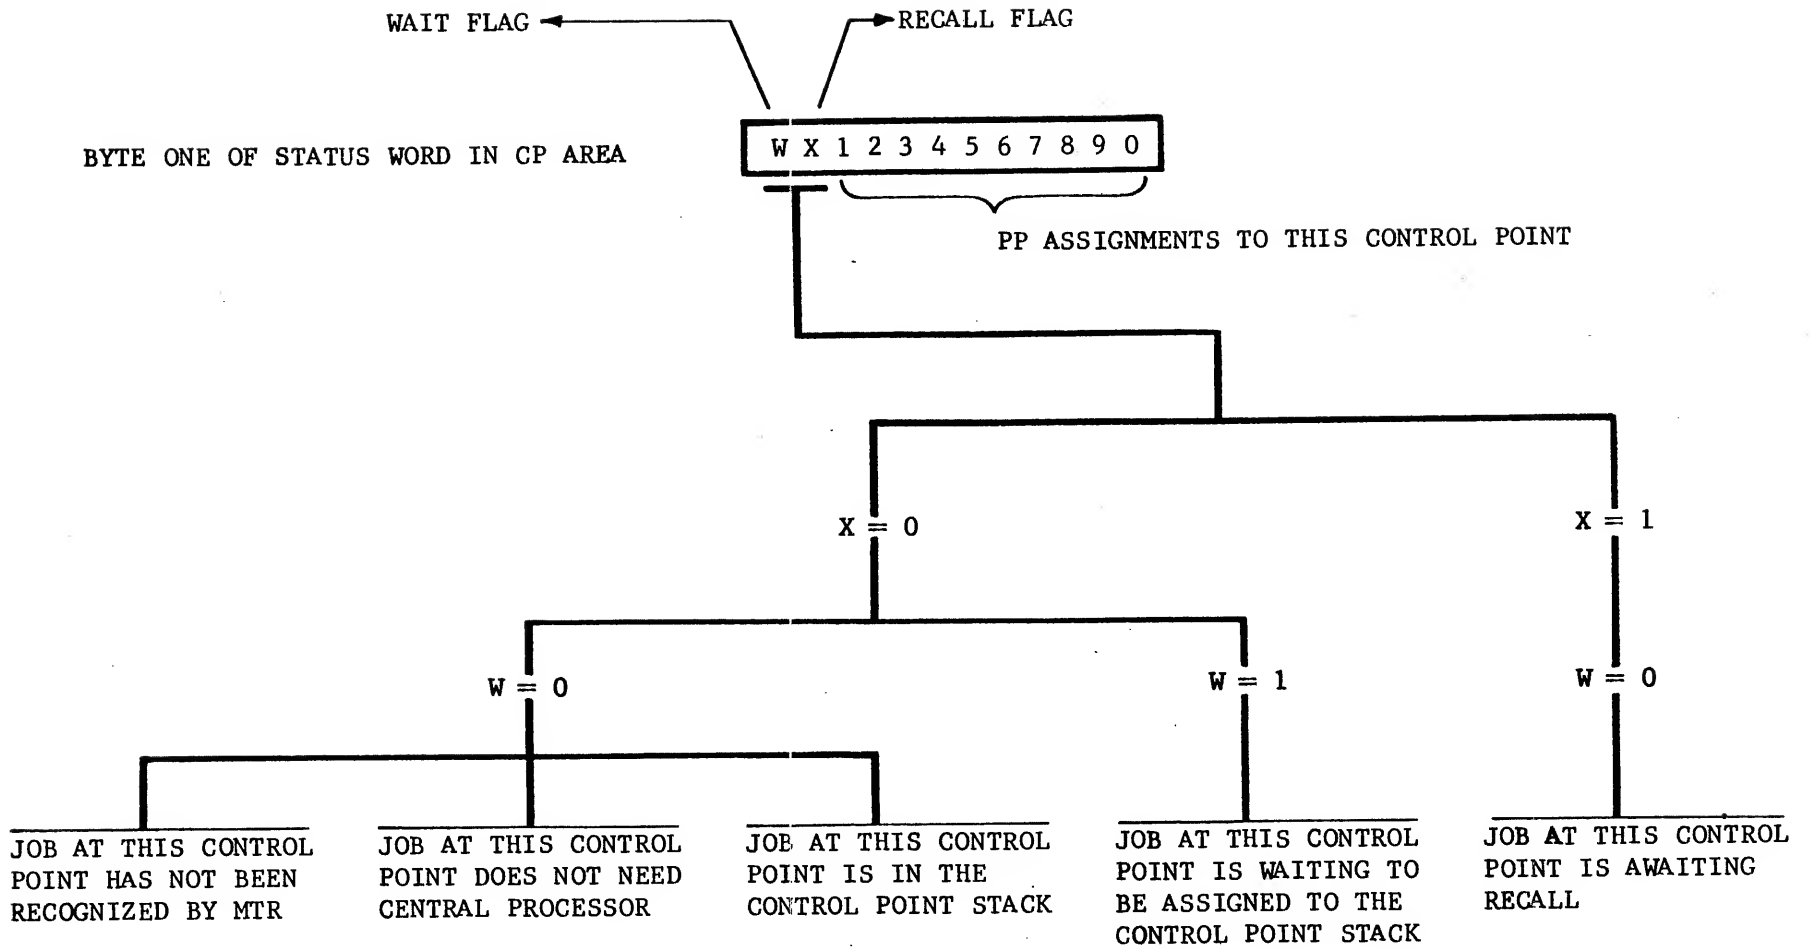 WAIT FLAG
RECALL FLAG
BYTE ONE OF STATUS WORD IN CP AREA
W X 1 2 3 4 5 6 7 8 9 0
PP ASSIGNMENTS TO THIS CONTROL POINT
X = 0
X = 1
W = 0
W = 1
W = 0
JOB AT THIS CONTROL
POINT HAS NOT BEEN
RECOGNIZED BY MTR
JOB AT THIS CONTROL
POINT DOES NOT NEED
CENTRAL PROCESSOR
JOB AT THIS CONTROL
POINT IS IN THE
CONTROL POINT STACK
JOB AT THIS CONTROL
POINT IS WAITING TO
BE ASSIGNED TO THE
CONTROL POINT STACK
JOB AT THIS CONTROL
POINT IS AWAITING
RECALL